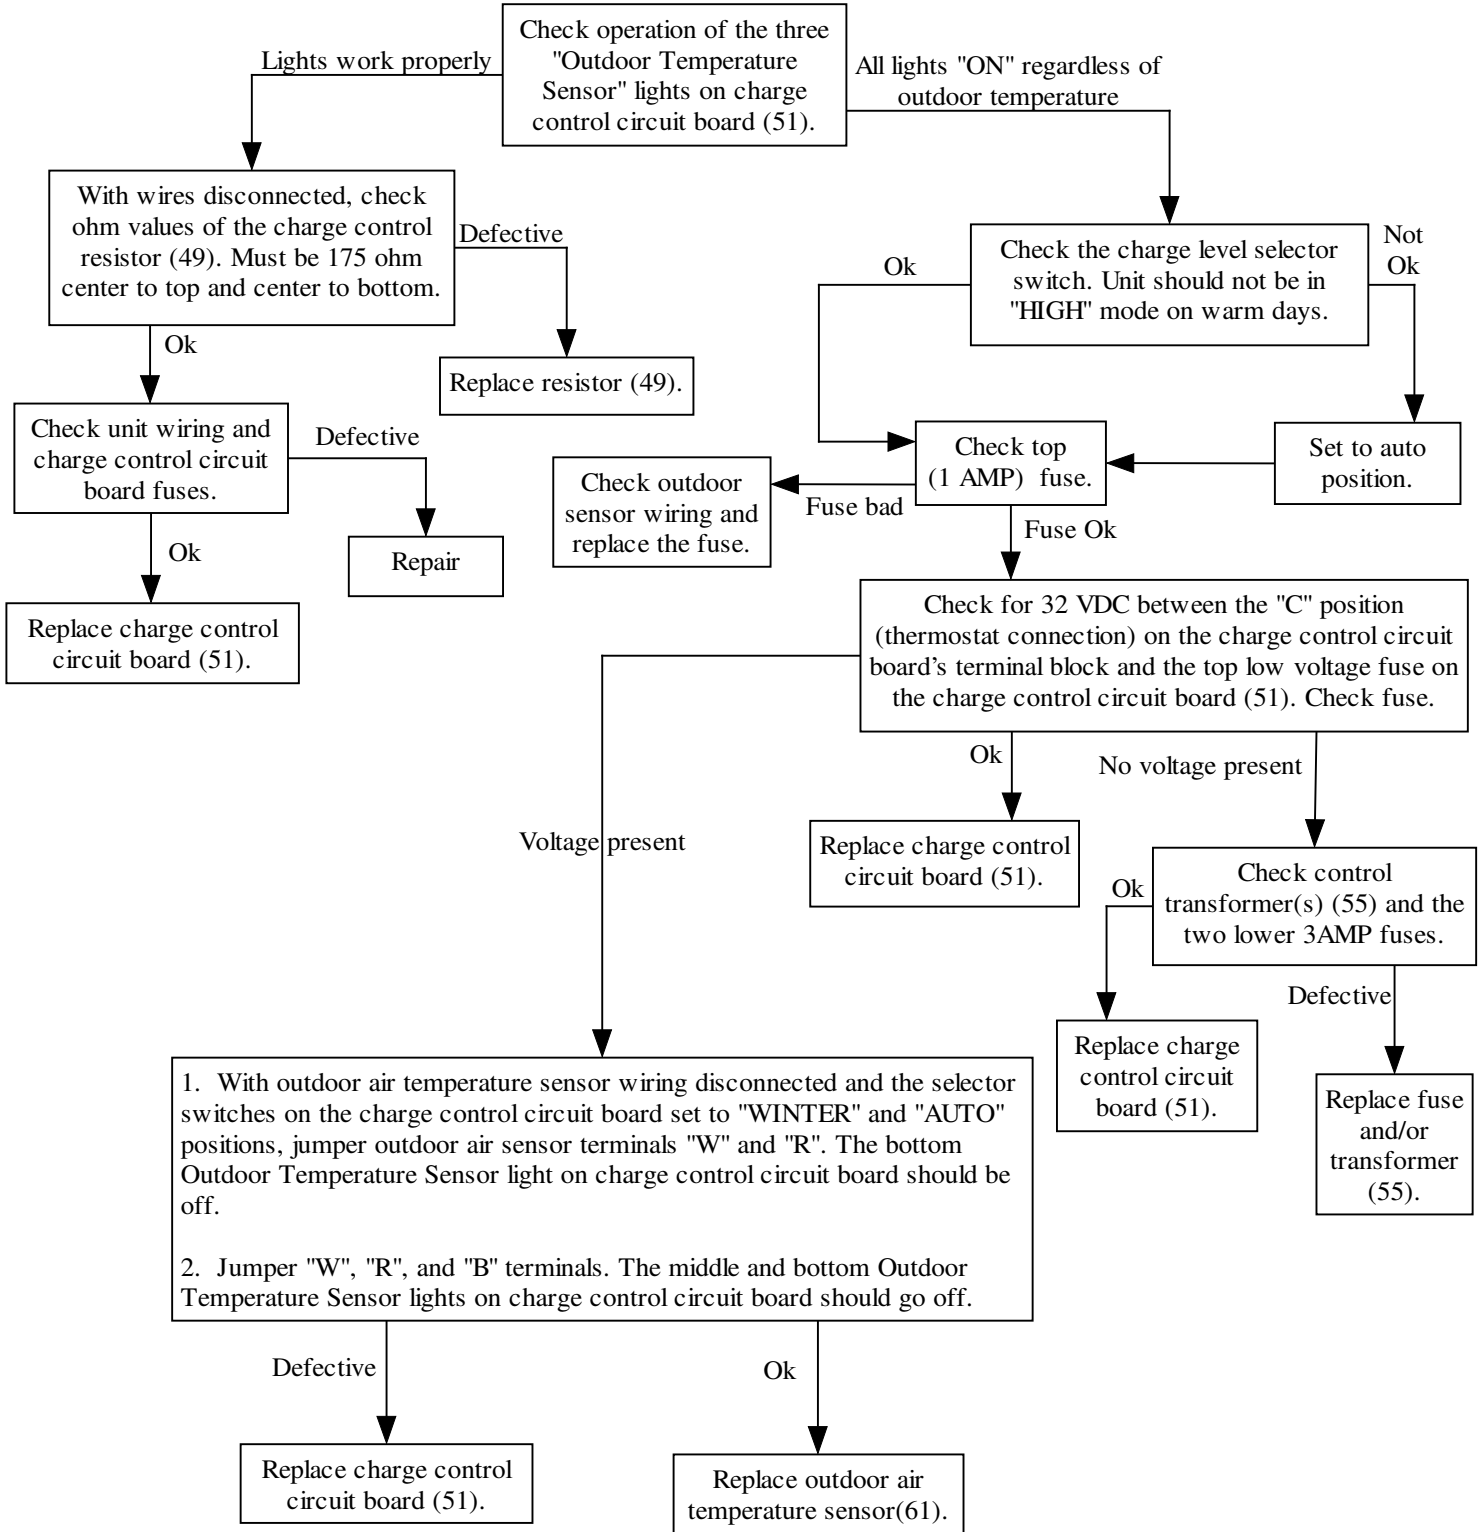 Check operation of the three
"Outdoor Temperature
Sensor" lights on charge
control circuit board (51).
Lights work properly
All lights "ON" regardless of
outdoor temperature
With wires disconnected, check
ohm values of the charge control
resistor (49). Must be 175 ohm
center to top and center to bottom.
Defective
Check the charge level selector
switch. Unit should not be in
"HIGH" mode on warm days.
Ok
Not
Ok
Ok
Replace resistor (49).
Check unit wiring and
charge control circuit
board fuses.
Defective
Check top
(1 AMP) fuse.
Set to auto
position.
Check outdoor
sensor wiring and
replace the fuse.
Fuse bad
Fuse Ok
Ok
Repair
Replace charge control
circuit board (51).
Check for 32 VDC between the "C" position
(thermostat connection) on the charge control circuit
board's terminal block and the top low voltage fuse on
the charge control circuit board (51). Check fuse.
Ok
No voltage present
Voltage present
Replace charge control
circuit board (51).
Check control
transformer(s) (55) and the
two lower 3AMP fuses.
Ok
Defective
Replace charge
control circuit
board (51).
Replace fuse
and/or
transformer
(55).
1. With outdoor air temperature sensor wiring disconnected and the selector
switches on the charge control circuit board set to "WINTER" and "AUTO"
positions, jumper outdoor air sensor terminals "W" and "R". The bottom
Outdoor Temperature Sensor light on charge control circuit board should be
off.
2. Jumper "W", "R", and "B" terminals. The middle and bottom Outdoor
Temperature Sensor lights on charge control circuit board should go off.
Defective
Ok
Replace charge control
circuit board (51).
Replace outdoor air
temperature sensor(61).